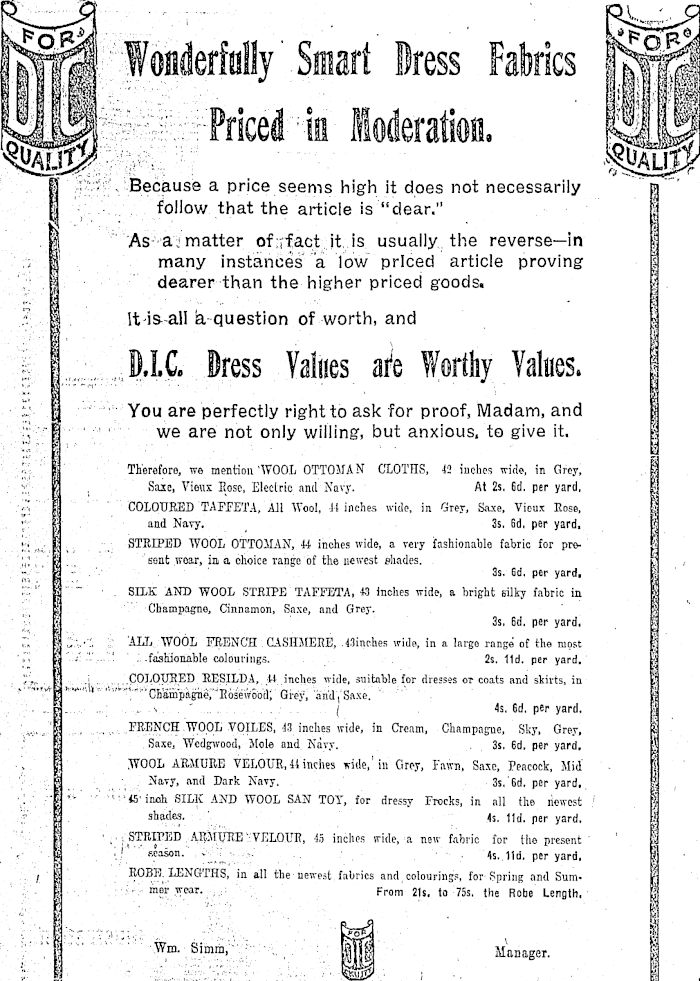 FOR
DIC
QUALITY
FOR
DIC
QUALITY
Wonderfully Smart Dress Fabrics
Priced in Moderation.
Because a price seems high it does not necessarily
follow that the article is "dear."
As a matter of fact it is usually the reverse—in
many instances a low priced article proving
dearer than the higher priced goods.
It is all a question of worth, and
D.I.C. Dress Values are Worthy Values.
You are perfectly right to ask for proof, Madam, and
we are not only willing, but anxious, to give it.
Therefore, we mention WOOL OTTOMAN CLOTHS, 42 inches wide, in Grey,
Saxe, Vieux Rose, Electric and Navy. At 2s. 6d. per yard.
COLOURED TAFFETA, All Wool, 44 inches wide, in Grey, Saxe, Vieux Rose,
and Navy. 3s. 6d. per yard.
STRIPED WOOL OTTOMAN, 44 inches wide, a very fashionable fabric for pre-
sent wear, in a choice range of the newest shades.
3s. 6d. per yard.
SILK AND WOOL STRIPE TAFFETA, 43 inches wide, a bright silky fabric in
Champagne, Cinnamon, Saxe, and Grey.
3s. 6d. per yard.
ALL WOOL FRENCH CASHMERE, 43inches wide, in a large range of the most
fashionable colourings. 2s. 11d. per yard.
COLOURED RESILDA, 44 inches wide, suitable for dresses or coats and skirts, in
Champagne, Rosewood, Grey, and Saxe.
4s. 6d. per yard.
FRENCH WOOL VOILES, 43 inches wide, in Cream, Champagne, Sky, Grey,
Saxe, Wedgwood, Mole and Navy. 3s. 6d. per yard.
WOOL ARMURE VELOUR, 44 inches wide, in Grey, Fawn, Saxe, Peacock, Mid
Navy, and Dark Navy. 3s. 6d. per yard.
45 inch SILK AND WOOL SAN TOY, for dressy Frocks, in all the newest
shades. 4s. 11d. per yard.
STRIPED ARMURE VELOUR, 45 inches wide, a new fabric for the present
season. 4s. 11d. per yard.
ROBE LENGTHS, in all the newest fabrics and colourings, for Spring and Sum-
mer wear. From 21s. to 75s. the Robe Length.
Wm. Simm, Manager.
FOR
DIC
QUALITY